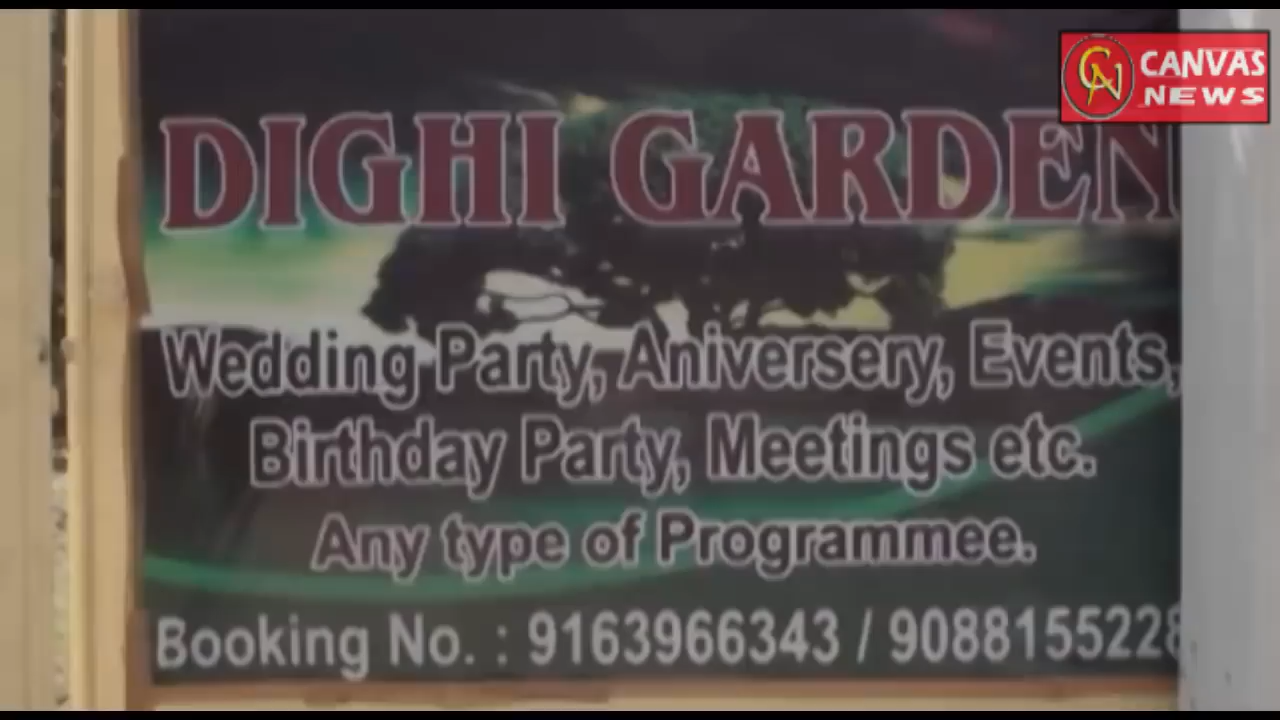 CANVAS
NEWS
DIGHI GARDEN
Wedding Party, Aniversery, Events,
Birthday Party, Meetings etc.
Any type of Programmee.
Booking No. : 9163966343 / 9088155228